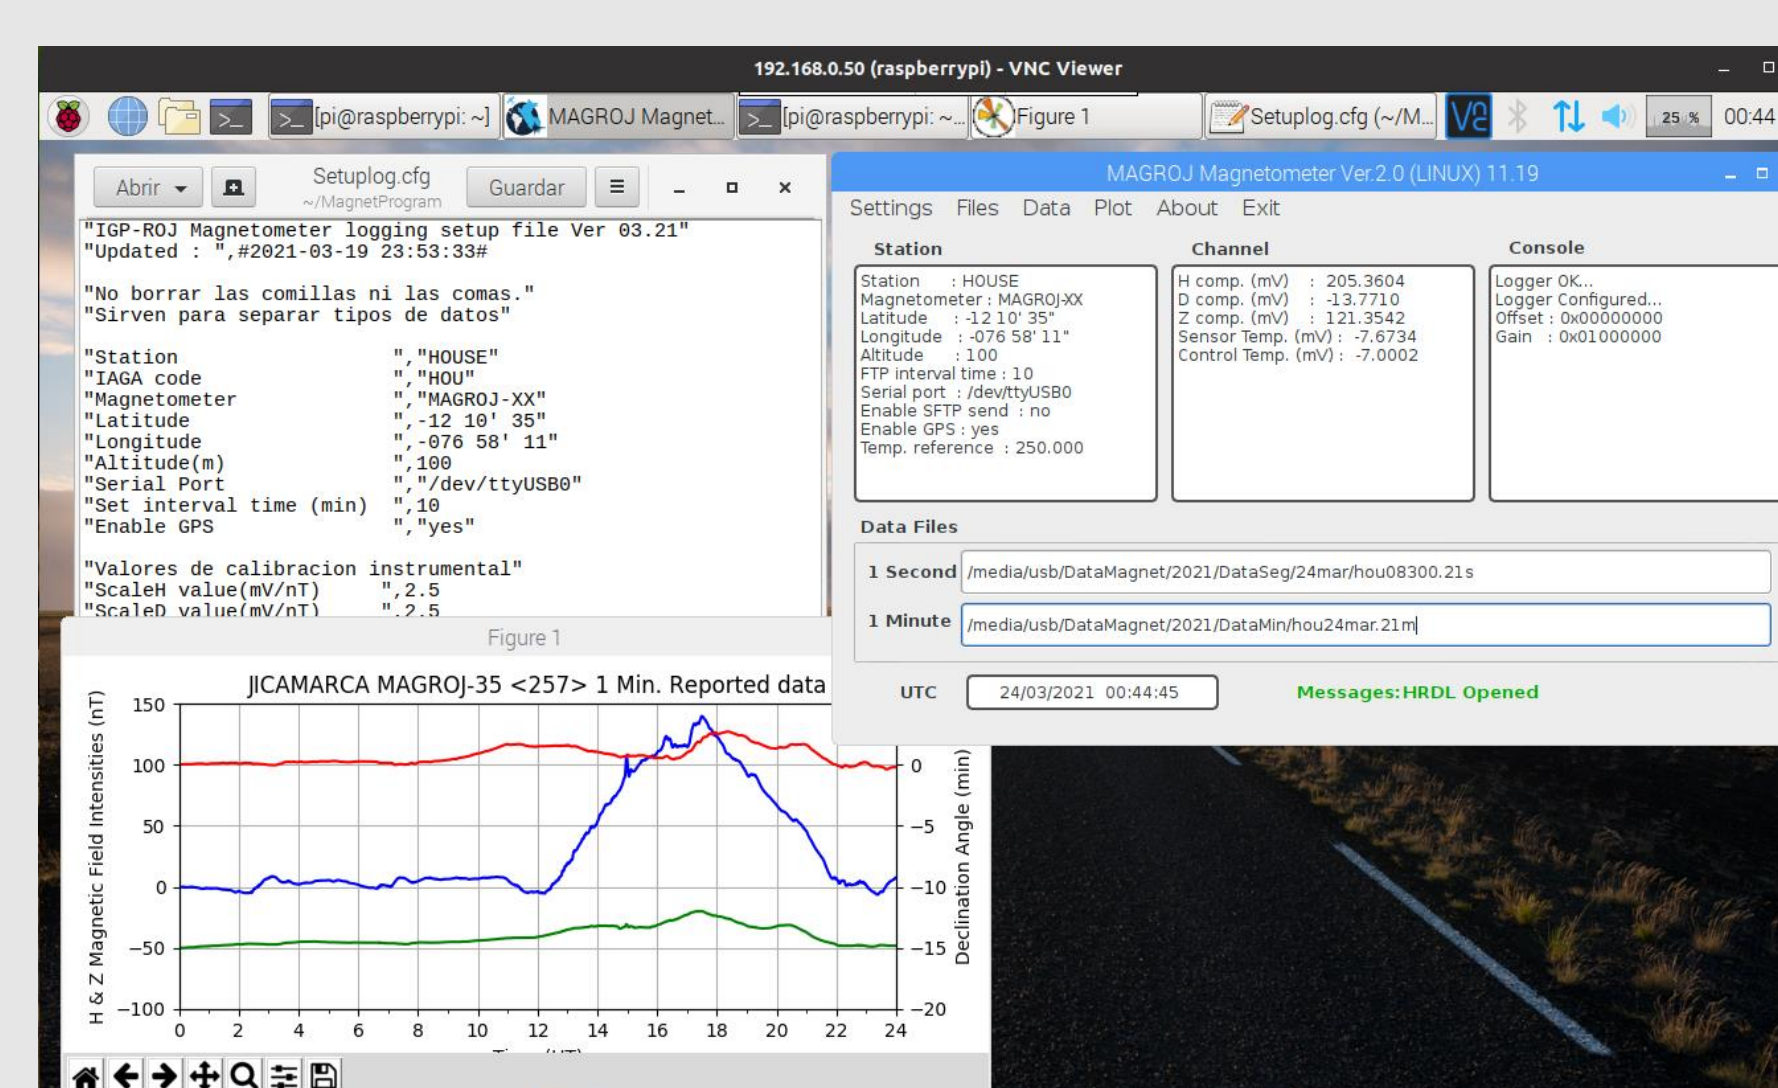 192.168.0.50 (raspberrypi) - VNC Viewer
[pi@raspberrypi: ~]
MAGROJ Magnet...
[pi@raspberrypi: ~...
Figure 1
Setuplog.cfg (~/M...
25 %
00:44
Abrir
Setuplog.cfg
~/MagnetProgram
Guardar
"IGP-ROJ Magnetometer logging setup file Ver 03.21"
"Updated : ",#2021-03-19 23:53:33#
"No borrar las comillas ni las comas."
"Sirven para separar tipos de datos"
"Station ","HOUSE"
"IAGA code ","HOU"
"Magnetometer ","MAGROJ-XX"
"Latitude ",-12 10' 35"
"Longitude ",-076 58' 11"
"Altitude(m) ",100
"Serial Port ","/dev/ttyUSB0"
"Set interval time (min) ",10
"Enable GPS ","yes"
"Valores de calibracion instrumental"
"ScaleH value(mV/nT) ",2.5
"ScaleD value(mV/nT) ",2.5
MAGROJ Magnetometer Ver.2.0 (LINUX) 11.19
Settings Files Data Plot About Exit
Station
Station : HOUSE
Magnetometer : MAGROJ-XX
Latitude : -12 10' 35"
Longitude : -076 58' 11"
Altitude : 100
FTP interval time : 10
Serial port : /dev/ttyUSB0
Enable SFTP send : no
Enable GPS : yes
Temp. reference : 250.000
Channel
H comp. (mV) : 205.3604
D comp. (mV) : -13.7710
Z comp. (mV) : 121.3542
Sensor Temp. (mV) : -7.6734
Control Temp. (mV) : -7.0002
Console
Logger OK...
Logger Configured...
Offset : 0x00000000
Gain : 0x01000000
Data Files
1 Second /media/usb/DataMagnet/2021/DataSeg/24mar/hou08300.21s
1 Minute /media/usb/DataMagnet/2021/DataMin/hou24mar.21m
UTC 24/03/2021 00:44:45
Messages:HRDL Opened
Figure 1
JICAMARCA MAGROJ-35 <257> 1 Min. Reported data
H & Z Magnetic Field Intensities (nT)
150
100
50
0
−50
−100
0 2 4 6 8 10 12 14 16 18 20 22 24
0
−5
−10
−15
−20
Declination Angle (min)